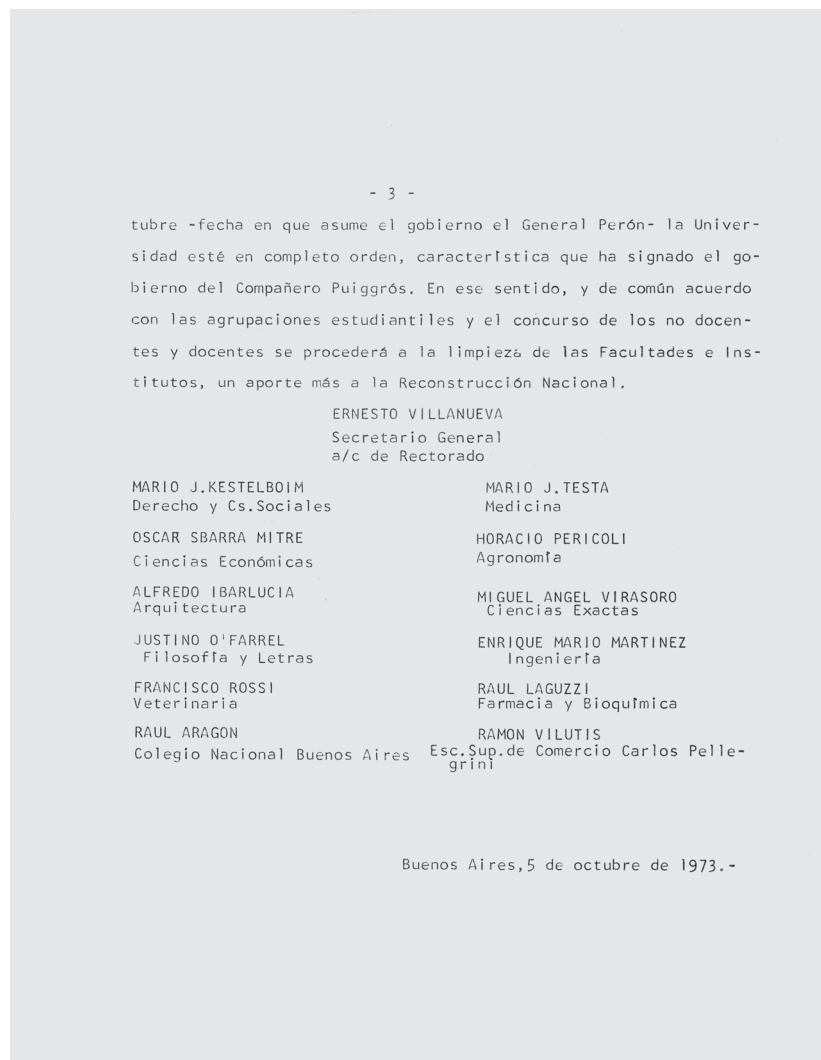 - 3 -
tubre -fecha en que asume el gobierno el General Perón- la Univer-
sidad esté en completo orden, característica que ha signado el go-
bierno del Compañero Puiggrós. En ese sentido, y de común acuerdo
con las agrupaciones estudiantiles y el concurso de los no docen-
tes y docentes se procederá a la limpieza de las Facultades e Ins-
titutos, un aporte más a la Reconstrucción Nacional.
ERNESTO VILLANUEVA
Secretario General
a/c de Rectorado
MARIO J.KESTELBOIM
Derecho y Cs.Sociales
MARIO J.TESTA
Medicina
OSCAR SBARRA MITRE
Ciencias Económicas
HORACIO PERICOLI
Agronomía
ALFREDO IBARLUCIA
Arquitectura
MIGUEL ANGEL VIRASORO
Ciencias Exactas
JUSTINO O'FARREL
Filosofía y Letras
ENRIQUE MARIO MARTINEZ
Ingeniería
FRANCISCO ROSSI
Veterinaria
RAUL LAGUZZI
Farmacia y Bioquímica
RAUL ARAGON
Colegio Nacional Buenos Aires
RAMON VILUTIS
Esc.Sup.de Comercio Carlos Pelle-
grini
Buenos Aires,5 de octubre de 1973.-